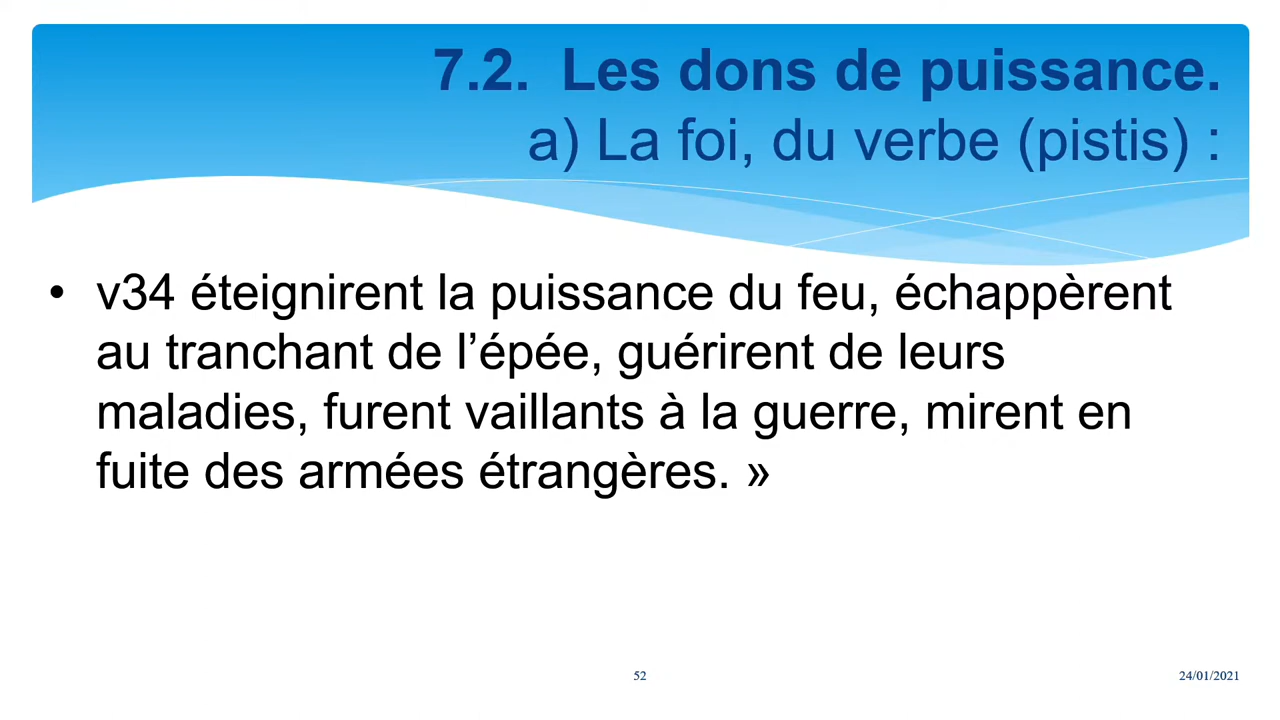 7.2. Les dons de puissance.
a) La foi, du verbe (pistis) :
• v34 éteignirent la puissance du feu, échappèrent
au tranchant de l’épée, guérirent de leurs
maladies, furent vaillants à la guerre, mirent en
fuite des armées étrangères. »
52
24/01/2021